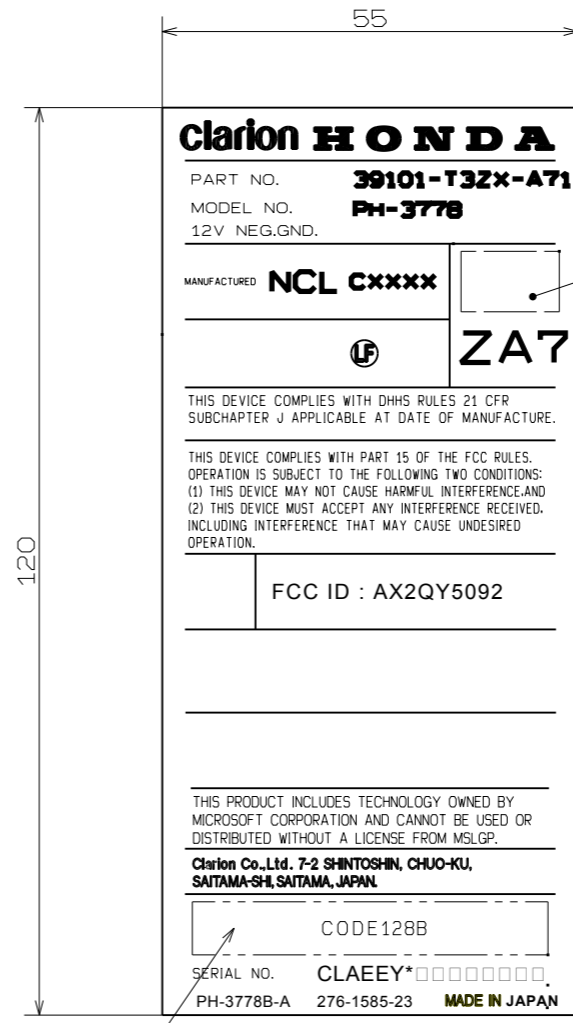 55
120
Clarion HONDA
PART NO. 39101-T3ZX-A71
MODEL NO. PH-3778
12V NEG.GND.
MANUFACTURED NCL CXXXX
LF
ZA7
THIS DEVICE COMPLIES WITH DHHS RULES 21 CFR
SUBCHAPTER J APPLICABLE AT DATE OF MANUFACTURE.
THIS DEVICE COMPLIES WITH PART 15 OF THE FCC RULES.
OPERATION IS SUBJECT TO THE FOLLOWING TWO CONDITIONS:
(1) THIS DEVICE MAY NOT CAUSE HARMFUL INTERFERENCE,AND
(2) THIS DEVICE MUST ACCEPT ANY INTERFERENCE RECEIVED,
INCLUDING INTERFERENCE THAT MAY CAUSE UNDESIRED
OPERATION.
FCC ID : AX2QY5092
THIS PRODUCT INCLUDES TECHNOLOGY OWNED BY
MICROSOFT CORPORATION AND CANNOT BE USED OR
DISTRIBUTED WITHOUT A LICENSE FROM MSLGP.
Clarion Co.,Ltd. 7-2 SHINTOSHIN, CHUO-KU,
SAITAMA-SHI, SAITAMA, JAPAN.
CODE128B
SERIAL NO. CLAEEY*□□□□□□□□.
PH-3778B-A 276-1585-23 MADE IN JAPAN